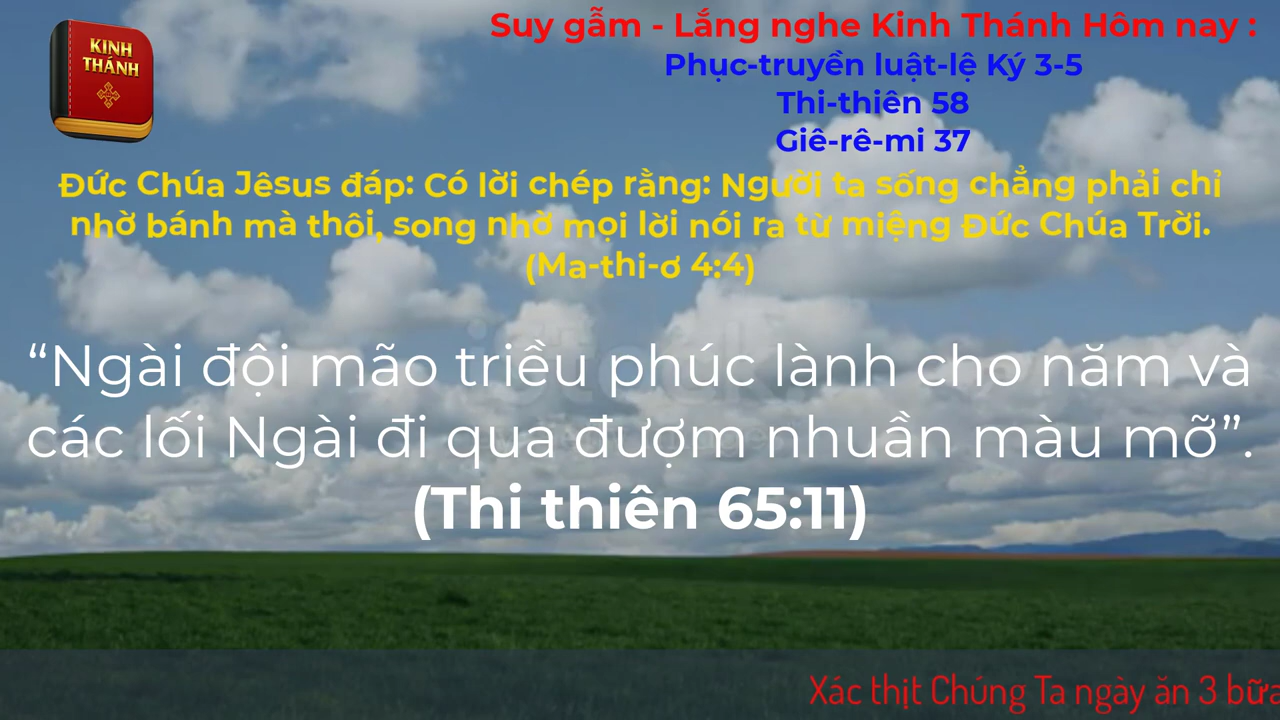 KINH
THÁNH
Suy gẫm - Lắng nghe Kinh Thánh Hôm nay :
Phục-truyền luật-lệ Ký 3-5
Thi-thiên 58
Giê-rê-mi 37
Đức Chúa Jêsus đáp: Có lời chép rằng: Người ta sống chẳng phải chỉ
nhờ bánh mà thôi, song nhờ mọi lời nói ra từ miệng Đức Chúa Trời.
(Ma-thi-ơ 4:4)
“Ngài đội mão triều phúc lành cho năm và
các lối Ngài đi qua đượm nhuần màu mỡ”.
(Thi thiên 65:11)
Xác thịt Chúng Ta ngày ăn 3 bữa